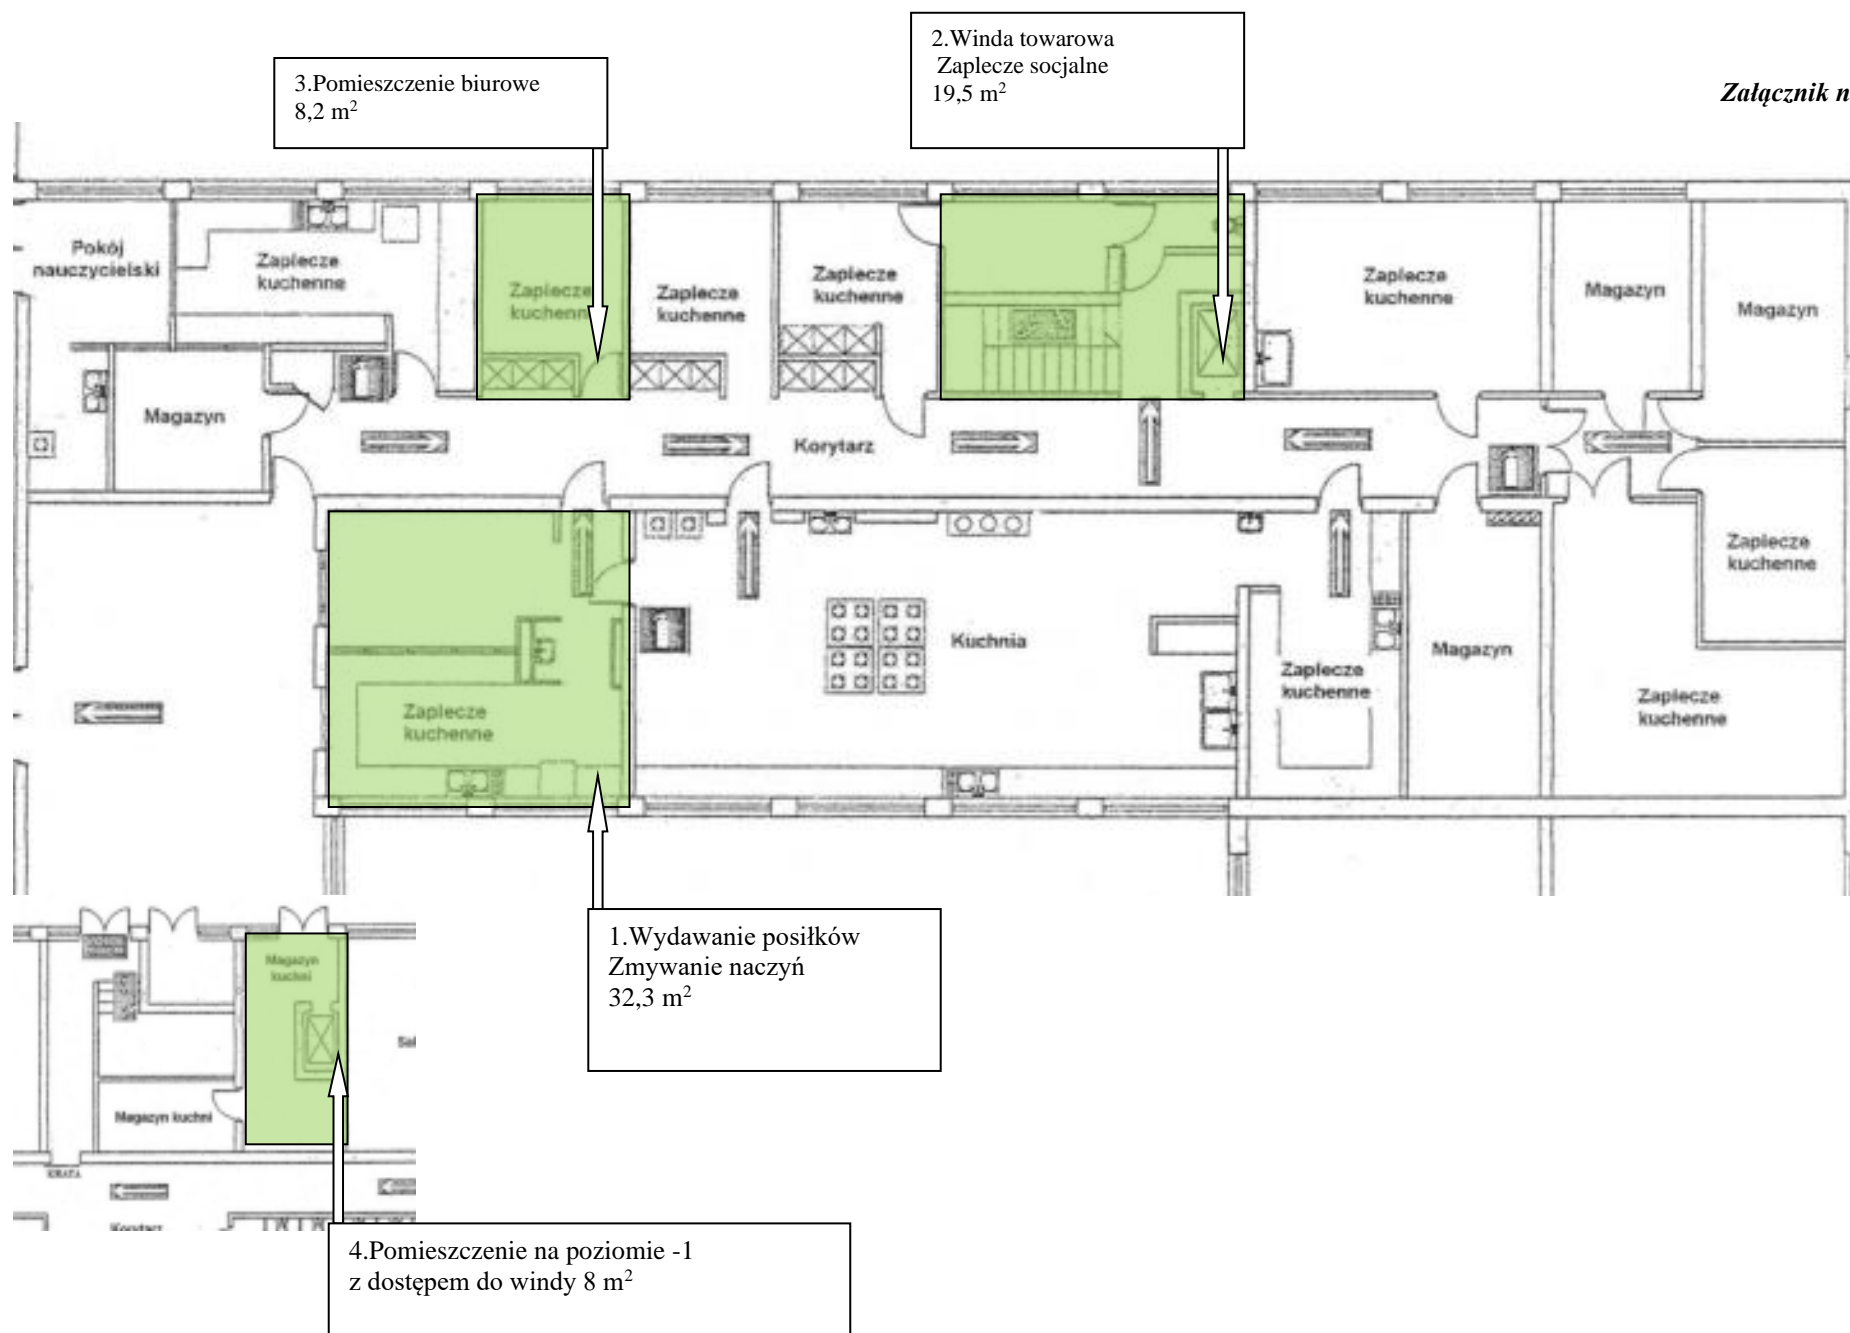 2.Winda towarowa
Zaplecze socjalne
19,5 m²
3.Pomieszczenie biurowe
8,2 m²
Załącznik n
Pokój
nauczycielski
Zaplecze
kuchenne
Zaplecze
kuchenne
Zaplecze
kuchenne
Zaplecze
kuchenne
Zaplecze
kuchenne
Magazyn
Magazyn
Magazyn
Korytarz
Zaplecze
kuchenne
Kuchnia
Zaplecze
kuchenne
Magazyn
Zaplecze
kuchenne
Zaplecze
kuchenne
1.Wydawanie posiłków
Zmywanie naczyń
32,3 m²
Magazyn
kuchni
Magazyn kuchni
KRATA
Korytarz
4.Pomieszczenie na poziomie -1
z dostępem do windy 8 m²